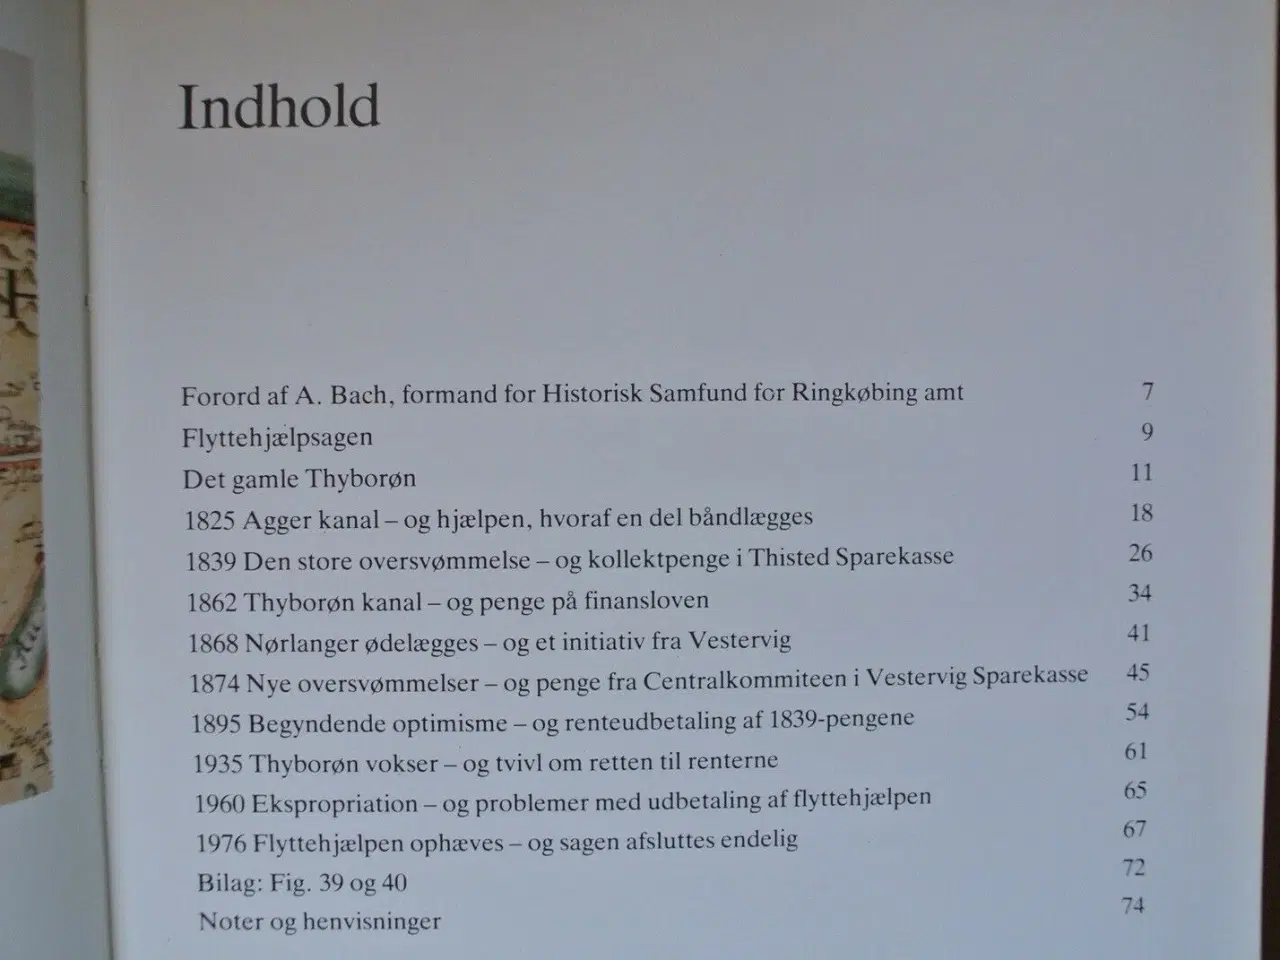 Indhold
Forord af A. Bach, formand for Historisk Samfund for Ringkøbing amt 7
Flyttehjælpsagen 9
Det gamle Thyborøn 11
1825 Agger kanal – og hjælpen, hvoraf en del båndlægges 18
1839 Den store oversvømmelse – og kollektpenge i Thisted Sparekasse 26
1862 Thyborøn kanal – og penge på finansloven 34
1868 Nørlanger ødelægges – og et initiativ fra Vestervig 41
1874 Nye oversvømmelser – og penge fra Centralkommiteen i Vestervig Sparekasse 45
1895 Begyndende optimisme – og renteudbetaling af 1839-pengene 54
1935 Thyborøn vokser – og tvivl om retten til renterne 61
1960 Ekspropriation – og problemer med udbetaling af flyttehjælpen 65
1976 Flyttehjælpen ophæves – og sagen afsluttes endelig 67
Bilag: Fig. 39 og 40 72
Noter og henvisninger 74